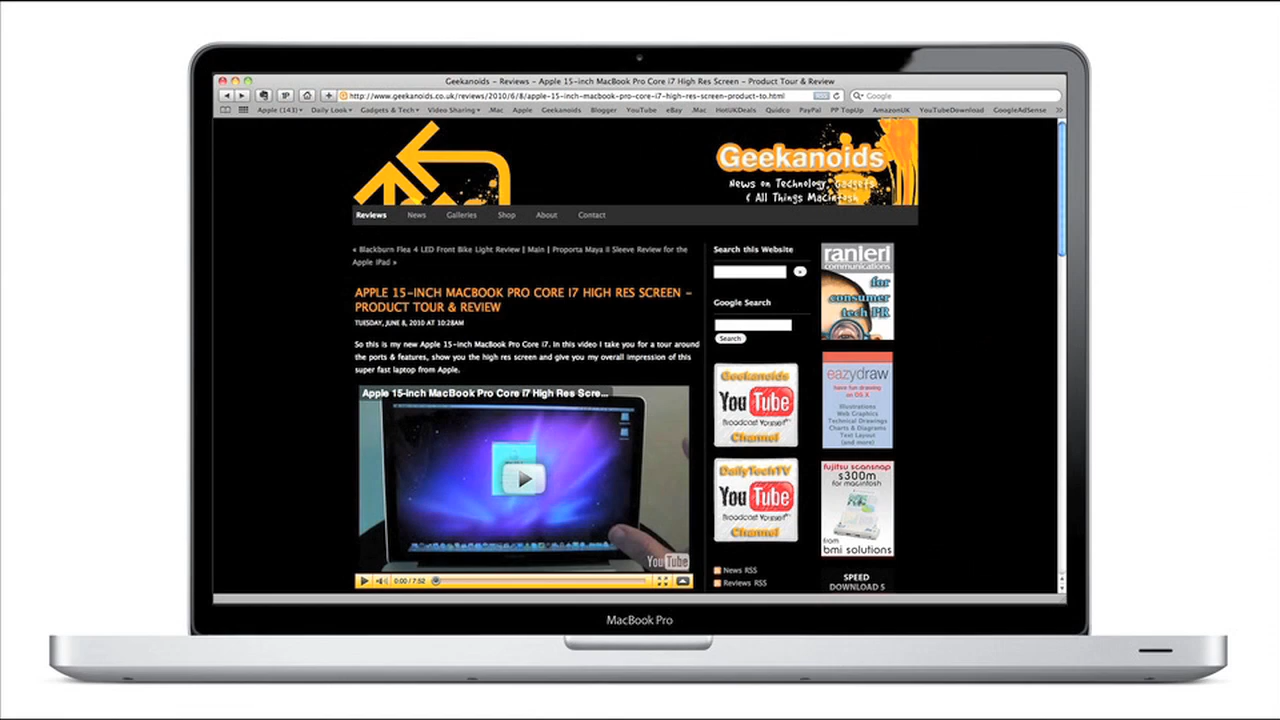 Geekanoids - Reviews - Apple 15-inch MacBook Pro Core i7 High Res Screen - Product Tour & Review
http://www.geekanoids.co.uk/reviews/2010/6/8/apple-15-inch-macbook-pro-core-i7-high-res-screen-product-to.html
RSS
Google
Apple (143) Daily Look Gadgets & Tech Video Sharing .Mac Apple Geekanoids Blogger YouTube eBay .Mac HotUKDeals Quidco PayPal PP TopUp AmazonUK YouTubeDownload GoogleAdSense
Geekanoids
News on Technology, Gadgets
& All Things Macintosh
Reviews News Galleries Shop About Contact
« Blackburn Flea 4 LED Front Bike Light Review | Main | Proporta Maya II Sleeve Review for the
Apple iPad »
APPLE 15-INCH MACBOOK PRO CORE I7 HIGH RES SCREEN -
PRODUCT TOUR & REVIEW
TUESDAY, JUNE 8, 2010 AT 10:28AM
So this is my new Apple 15-inch MacBook Pro Core i7. In this video I take you for a tour around
the ports & features, show you the high res screen and give you my overall impression of this
super fast laptop from Apple.
Apple 15-inch MacBook Pro Core i7 High Res Scre...
YouTube
0:00 / 7:52
Search this Website
Google Search
Search
Geekanoids
YouTube
Broadcast Yourself
Channel
DailyTechTV
YouTube
Broadcast Yourself
Channel
News RSS
Reviews RSS
ranieri
communications
for
consumer
tech PR
eazydraw
have fun drawing
on OS X
Illustrations
Web Graphics
Technical Drawings
Charts & Diagrams
Text Layout
(and more)
fujitsu scansnap
s300m
for macintosh
from
bmi solutions
SPEED
DOWNLOAD 5
MacBook Pro